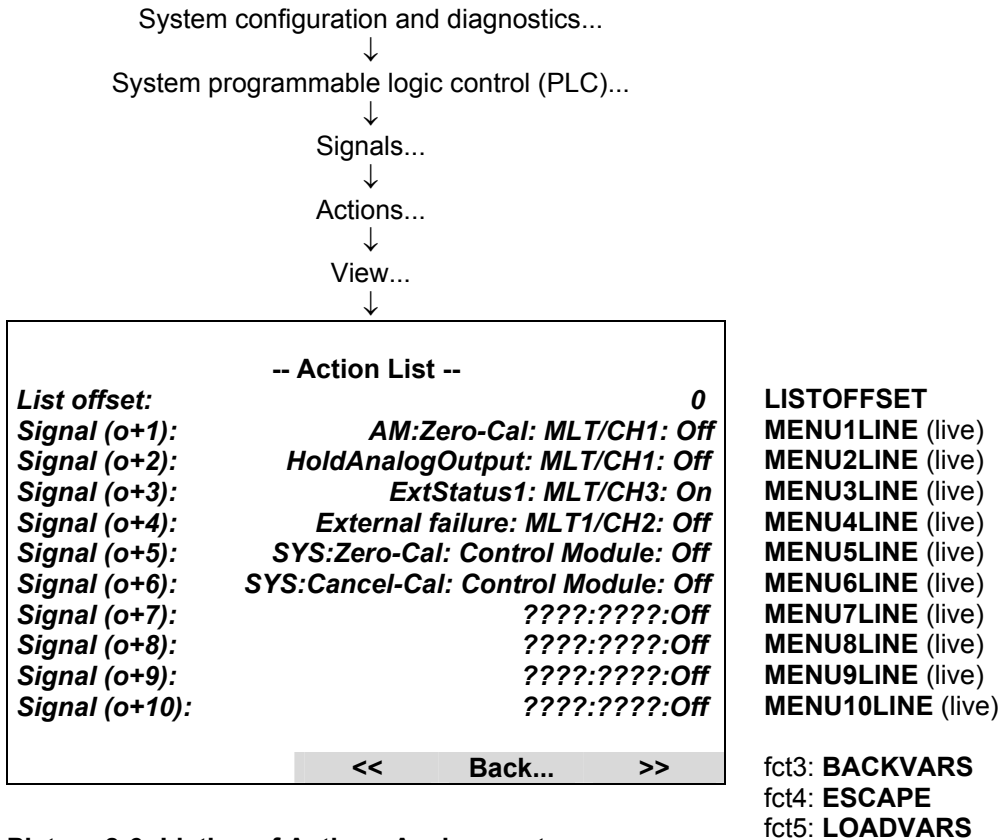 System configuration and diagnostics...
↓
System programmable logic control (PLC)...
↓
Signals...
↓
Actions...
↓
View...
↓
-- Action List --
List offset: 0 LISTOFFSET
Signal (o+1): AM:Zero-Cal: MLT/CH1: Off MENU1LINE (live)
Signal (o+2): HoldAnalogOutput: MLT/CH1: Off MENU2LINE (live)
Signal (o+3): ExtStatus1: MLT/CH3: On MENU3LINE (live)
Signal (o+4): External failure: MLT1/CH2: Off MENU4LINE (live)
Signal (o+5): SYS:Zero-Cal: Control Module: Off MENU5LINE (live)
Signal (o+6): SYS:Cancel-Cal: Control Module: Off MENU6LINE (live)
Signal (o+7): ????:????:Off MENU7LINE (live)
Signal (o+8): ????:????:Off MENU8LINE (live)
Signal (o+9): ????:????:Off MENU9LINE (live)
Signal (o+10): ????:????:Off MENU10LINE (live)
<< Back... >>
fct3: BACKVARS
fct4: ESCAPE
fct5: LOADVARS